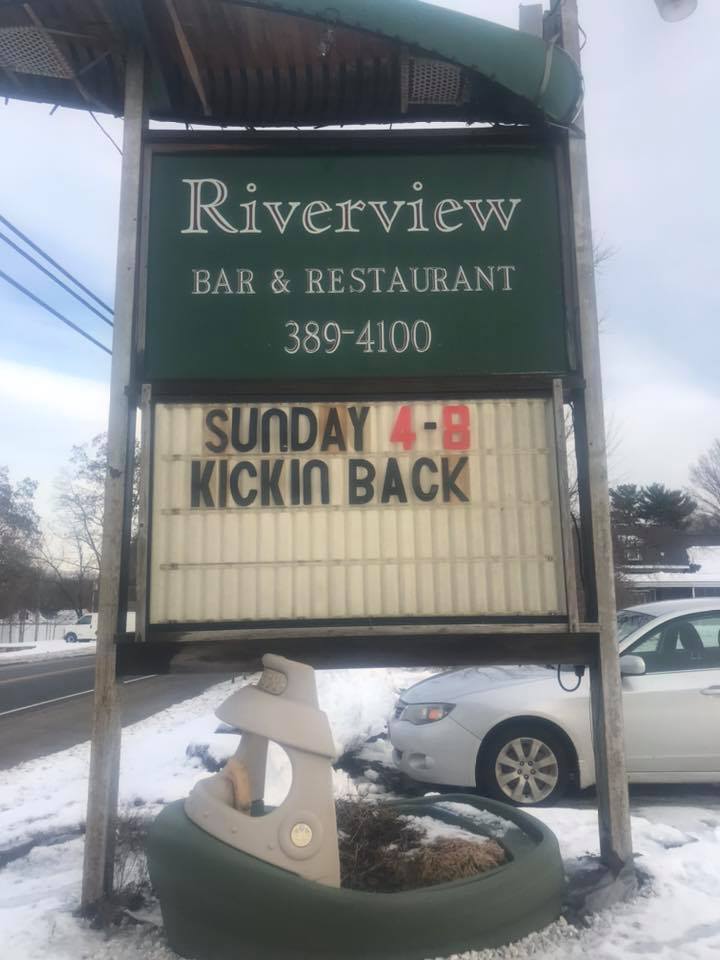 Riverview
BAR & RESTAURANT
389-4100
SUNDAY 4-8
KICKIN BACK